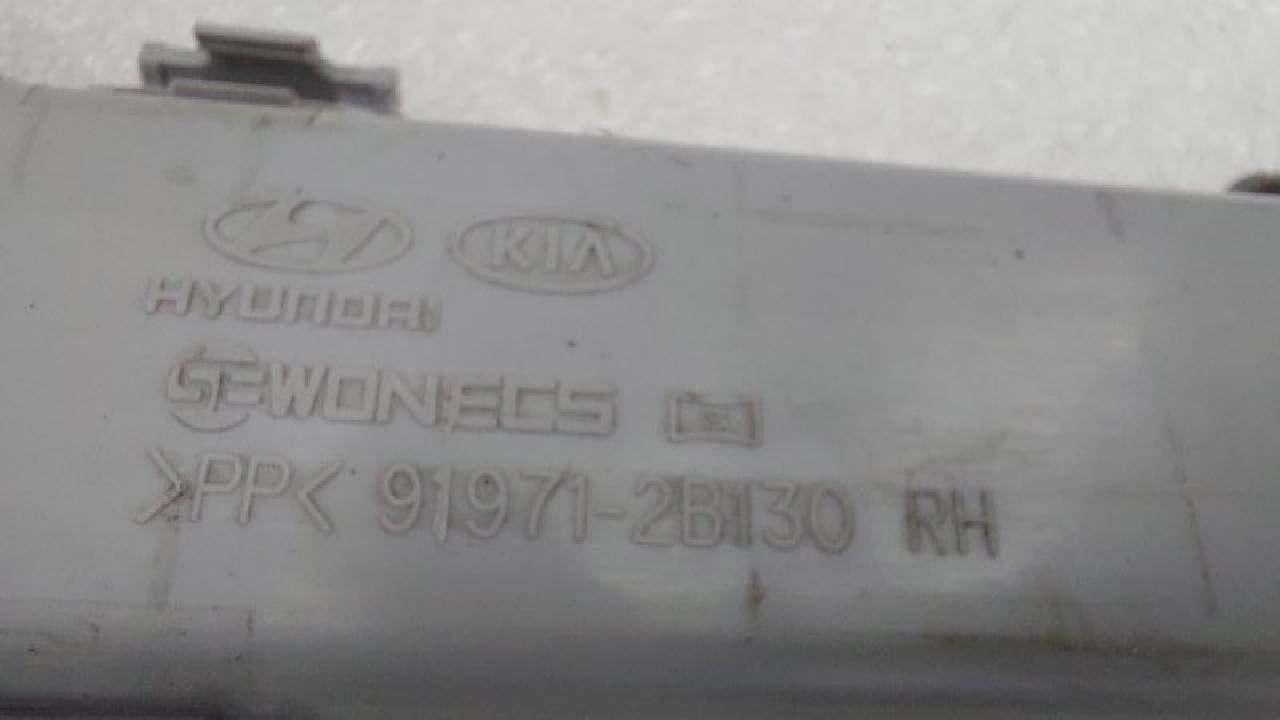 KIA
HYUNDAI
SEWONECS
>PP< 91971-2B130 RH